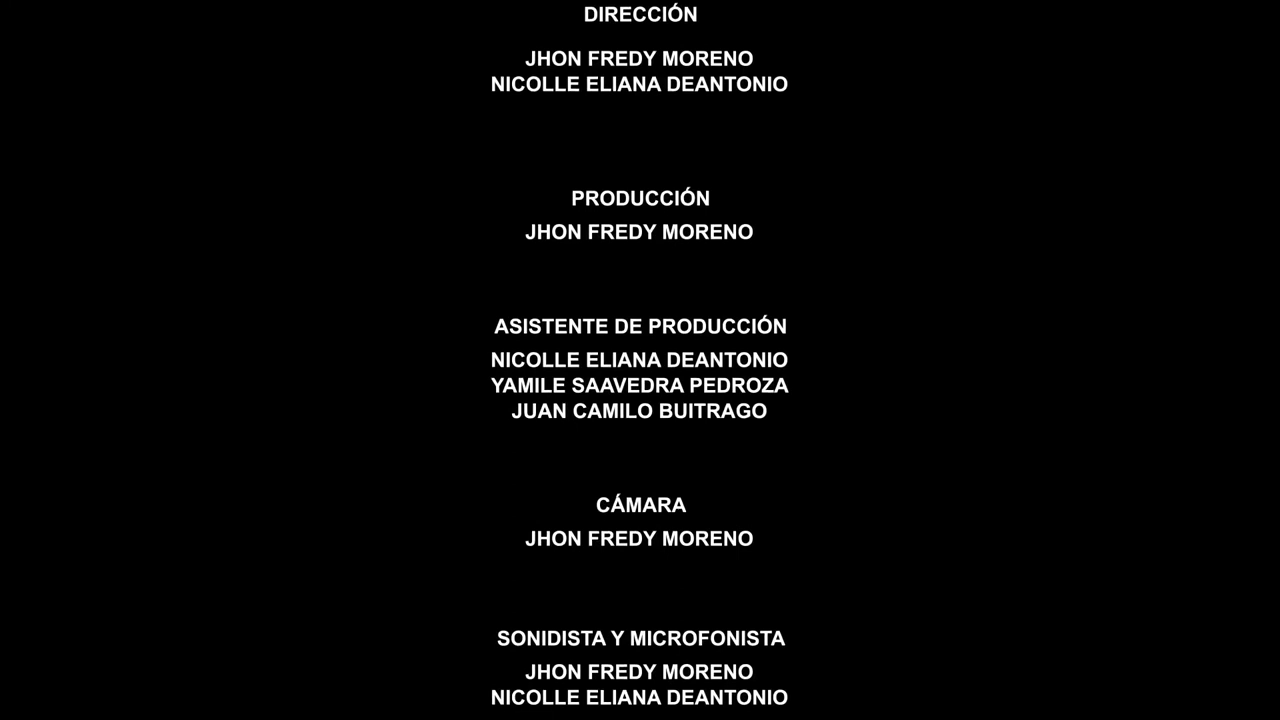 DIRECCIÓN
JHON FREDY MORENO
NICOLLE ELIANA DEANTONIO
PRODUCCIÓN
JHON FREDY MORENO
ASISTENTE DE PRODUCCIÓN
NICOLLE ELIANA DEANTONIO
YAMILE SAAVEDRA PEDROZA
JUAN CAMILO BUITRAGO
CÁMARA
JHON FREDY MORENO
SONIDISTA Y MICROFONISTA
JHON FREDY MORENO
NICOLLE ELIANA DEANTONIO